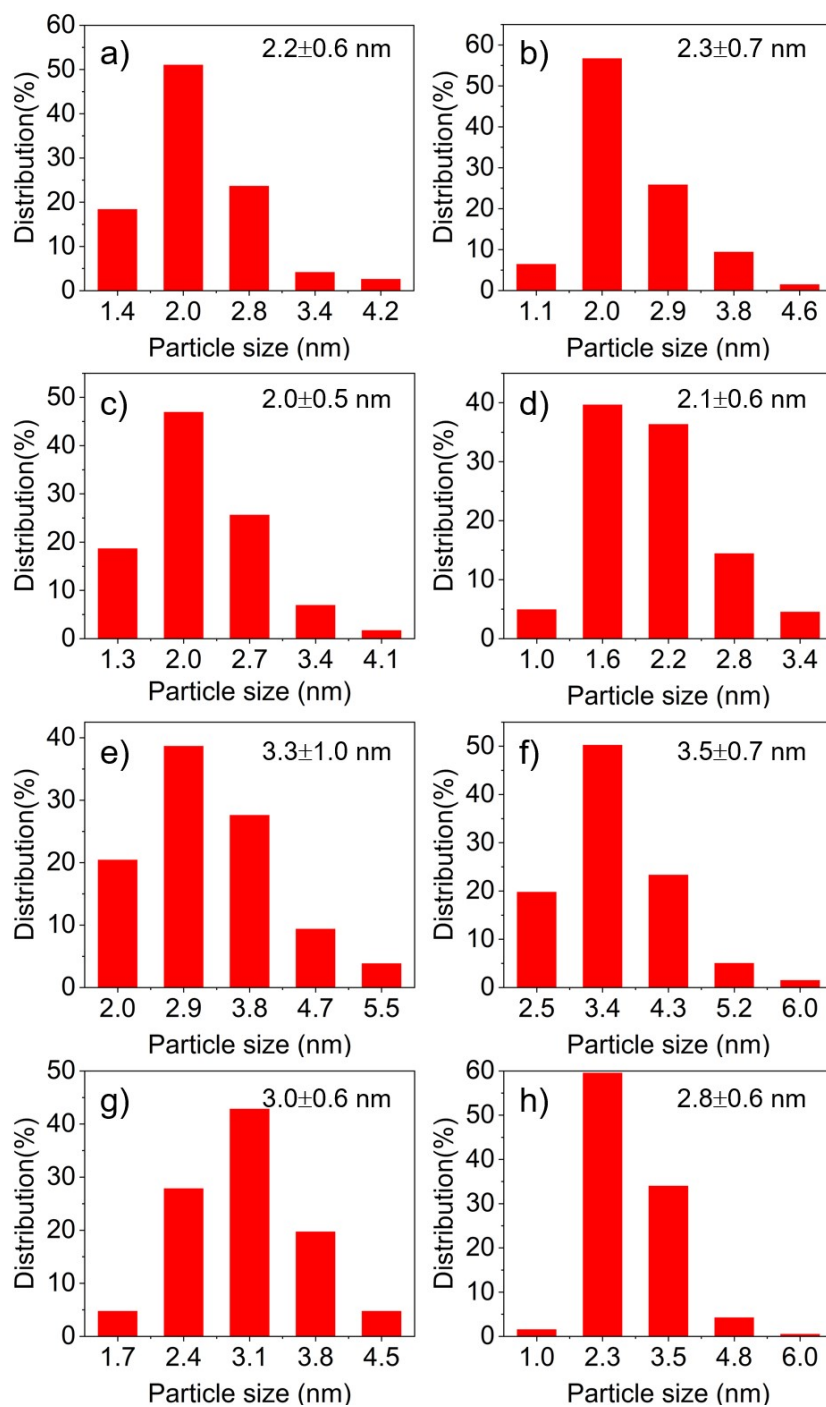 a) 2.2±0.6 nm
Distribution(%)
60
50
40
30
20
10
0
1.4 2.0 2.8 3.4 4.2
Particle size (nm)
b) 2.3±0.7 nm
Distribution(%)
60
50
40
30
20
10
0
1.1 2.0 2.9 3.8 4.6
Particle size (nm)
c) 2.0±0.5 nm
Distribution(%)
50
40
30
20
10
0
1.3 2.0 2.7 3.4 4.1
Particle size (nm)
d) 2.1±0.6 nm
Distribution(%)
40
30
20
10
0
1.0 1.6 2.2 2.8 3.4
Particle size (nm)
e) 3.3±1.0 nm
Distribution(%)
40
30
20
10
0
2.0 2.9 3.8 4.7 5.5
Particle size (nm)
f) 3.5±0.7 nm
Distribution(%)
50
40
30
20
10
0
2.5 3.4 4.3 5.2 6.0
Particle size (nm)
g) 3.0±0.6 nm
Distribution(%)
50
40
30
20
10
0
1.7 2.4 3.1 3.8 4.5
Particle size (nm)
h) 2.8±0.6 nm
Distribution(%)
60
50
40
30
20
10
0
1.0 2.3 3.5 4.8 6.0
Particle size (nm)